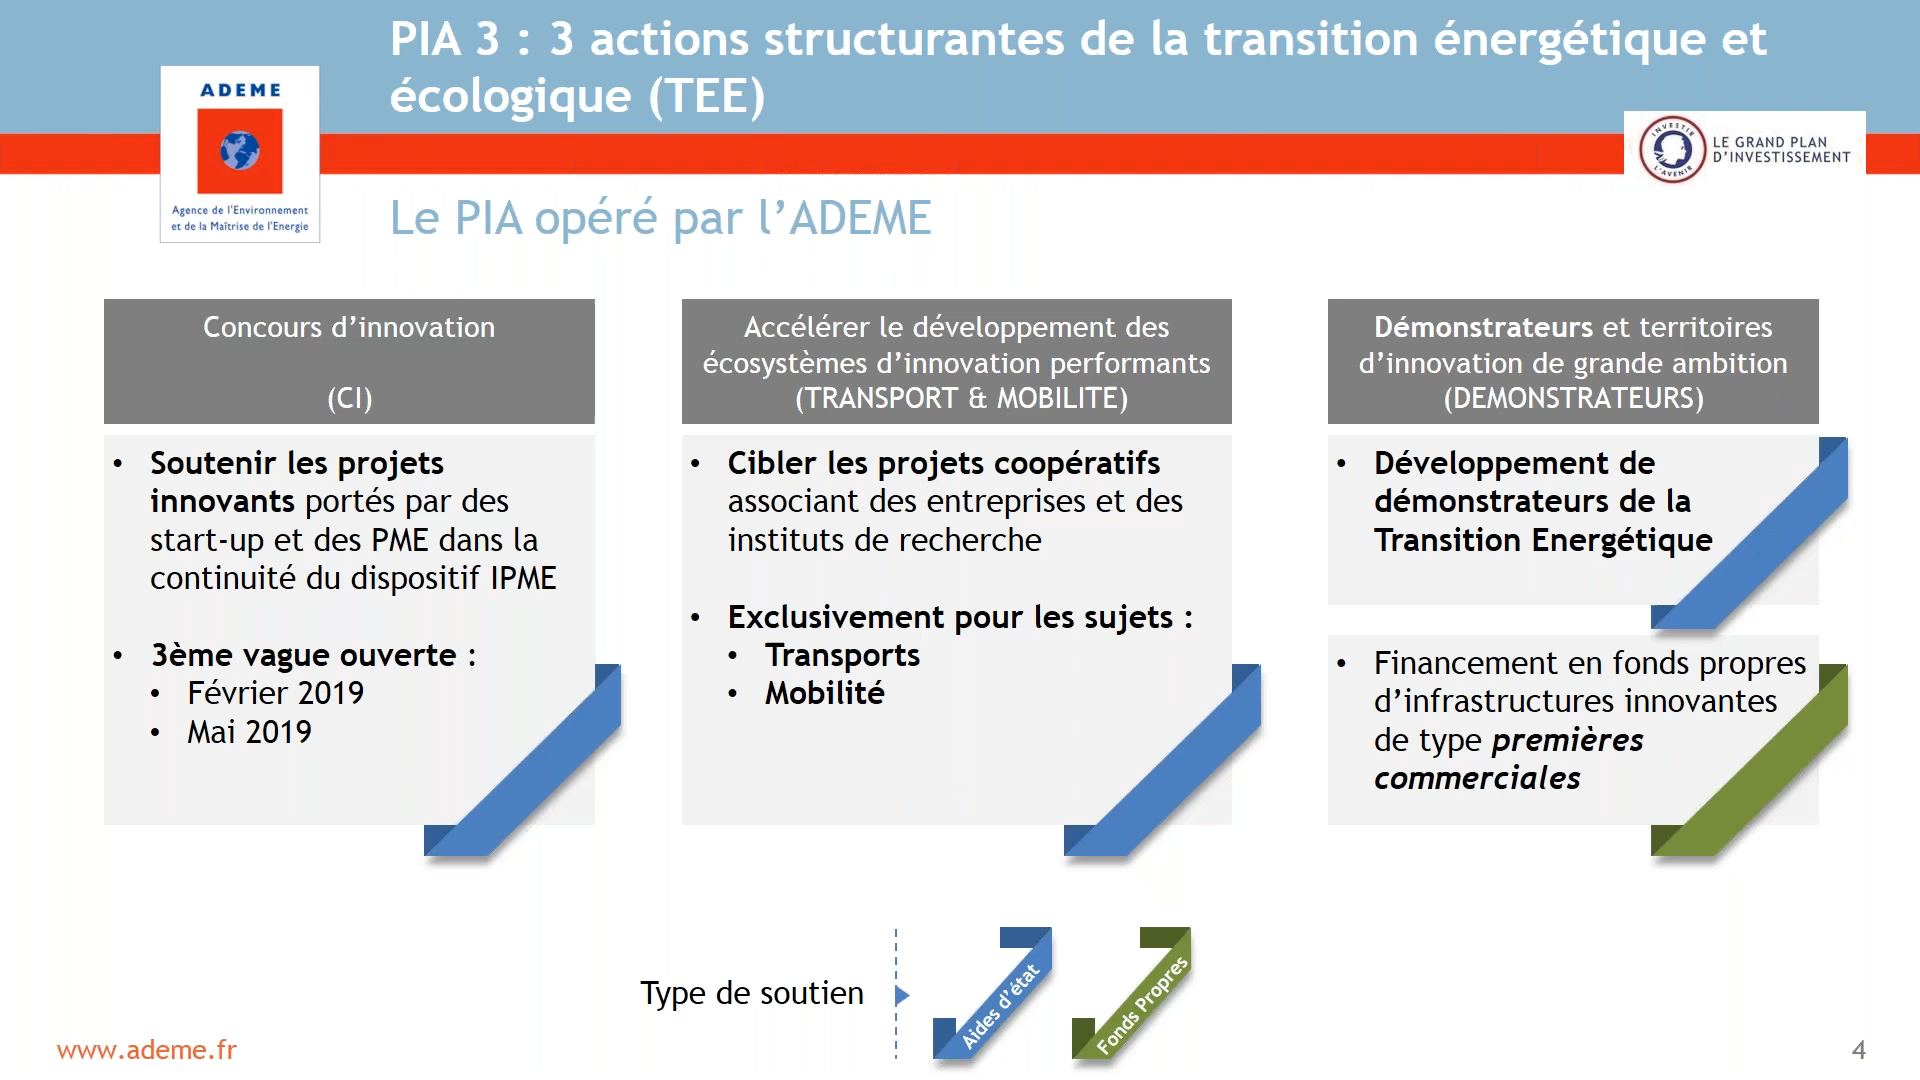 PIA 3 : 3 actions structurantes de la transition énergétique et
écologique (TEE)
ADEME
Agence de l'Environnement
et de la Maîtrise de l'Energie
INVESTIR
L'AVENIR
LE GRAND PLAN
D'INVESTISSEMENT
Le PIA opéré par l’ADEME
Concours d’innovation
(CI)
• Soutenir les projets
innovants portés par des
start-up et des PME dans la
continuité du dispositif IPME
• 3ème vague ouverte :
• Février 2019
• Mai 2019
Accélérer le développement des
écosystèmes d’innovation performants
(TRANSPORT & MOBILITE)
• Cibler les projets coopératifs
associant des entreprises et des
instituts de recherche
• Exclusivement pour les sujets :
• Transports
• Mobilité
Démonstrateurs et territoires
d’innovation de grande ambition
(DEMONSTRATEURS)
• Développement de
démonstrateurs de la
Transition Energétique
• Financement en fonds propres
d’infrastructures innovantes
de type premières
commerciales
Type de soutien
Aides d’état
Fonds Propres
www.ademe.fr
4